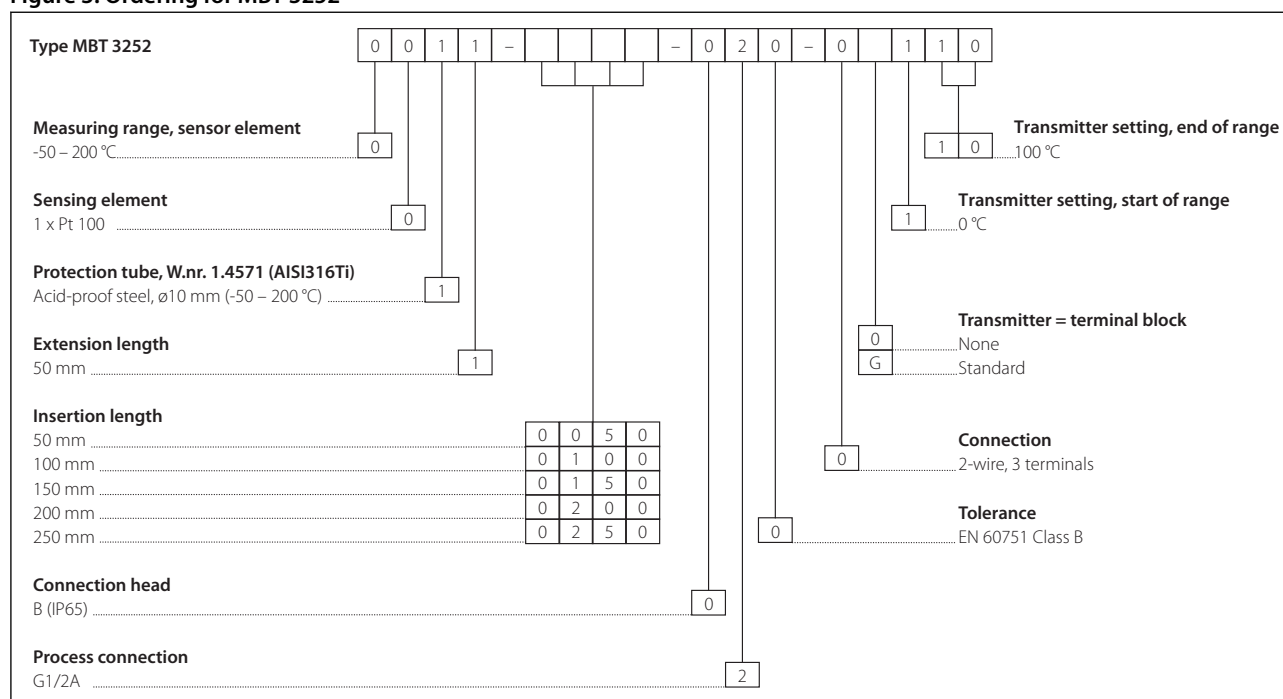 Figure 3: Ordering for MBT 3252
Type MBT 3252 0 0 1 1 – – 0 2 0 – 0 1 1 0
Measuring range, sensor element
-50 – 200 °C 0
Transmitter setting, end of range
1 0 100 °C
Sensing element
1 x Pt 100 0
Transmitter setting, start of range
1 0 °C
Protection tube, W.nr. 1.4571 (AISI316Ti)
Acid-proof steel, ø10 mm (-50 – 200 °C) 1
Transmitter = terminal block
0 None
G Standard
Extension length
50 mm 1
Insertion length
50 mm 0 0 5 0
100 mm 0 1 0 0
150 mm 0 1 5 0
200 mm 0 2 0 0
250 mm 0 2 5 0
Connection
0 2-wire, 3 terminals
Tolerance
0 EN 60751 Class B
Connection head
B (IP65) 0
Process connection
G1/2A 2